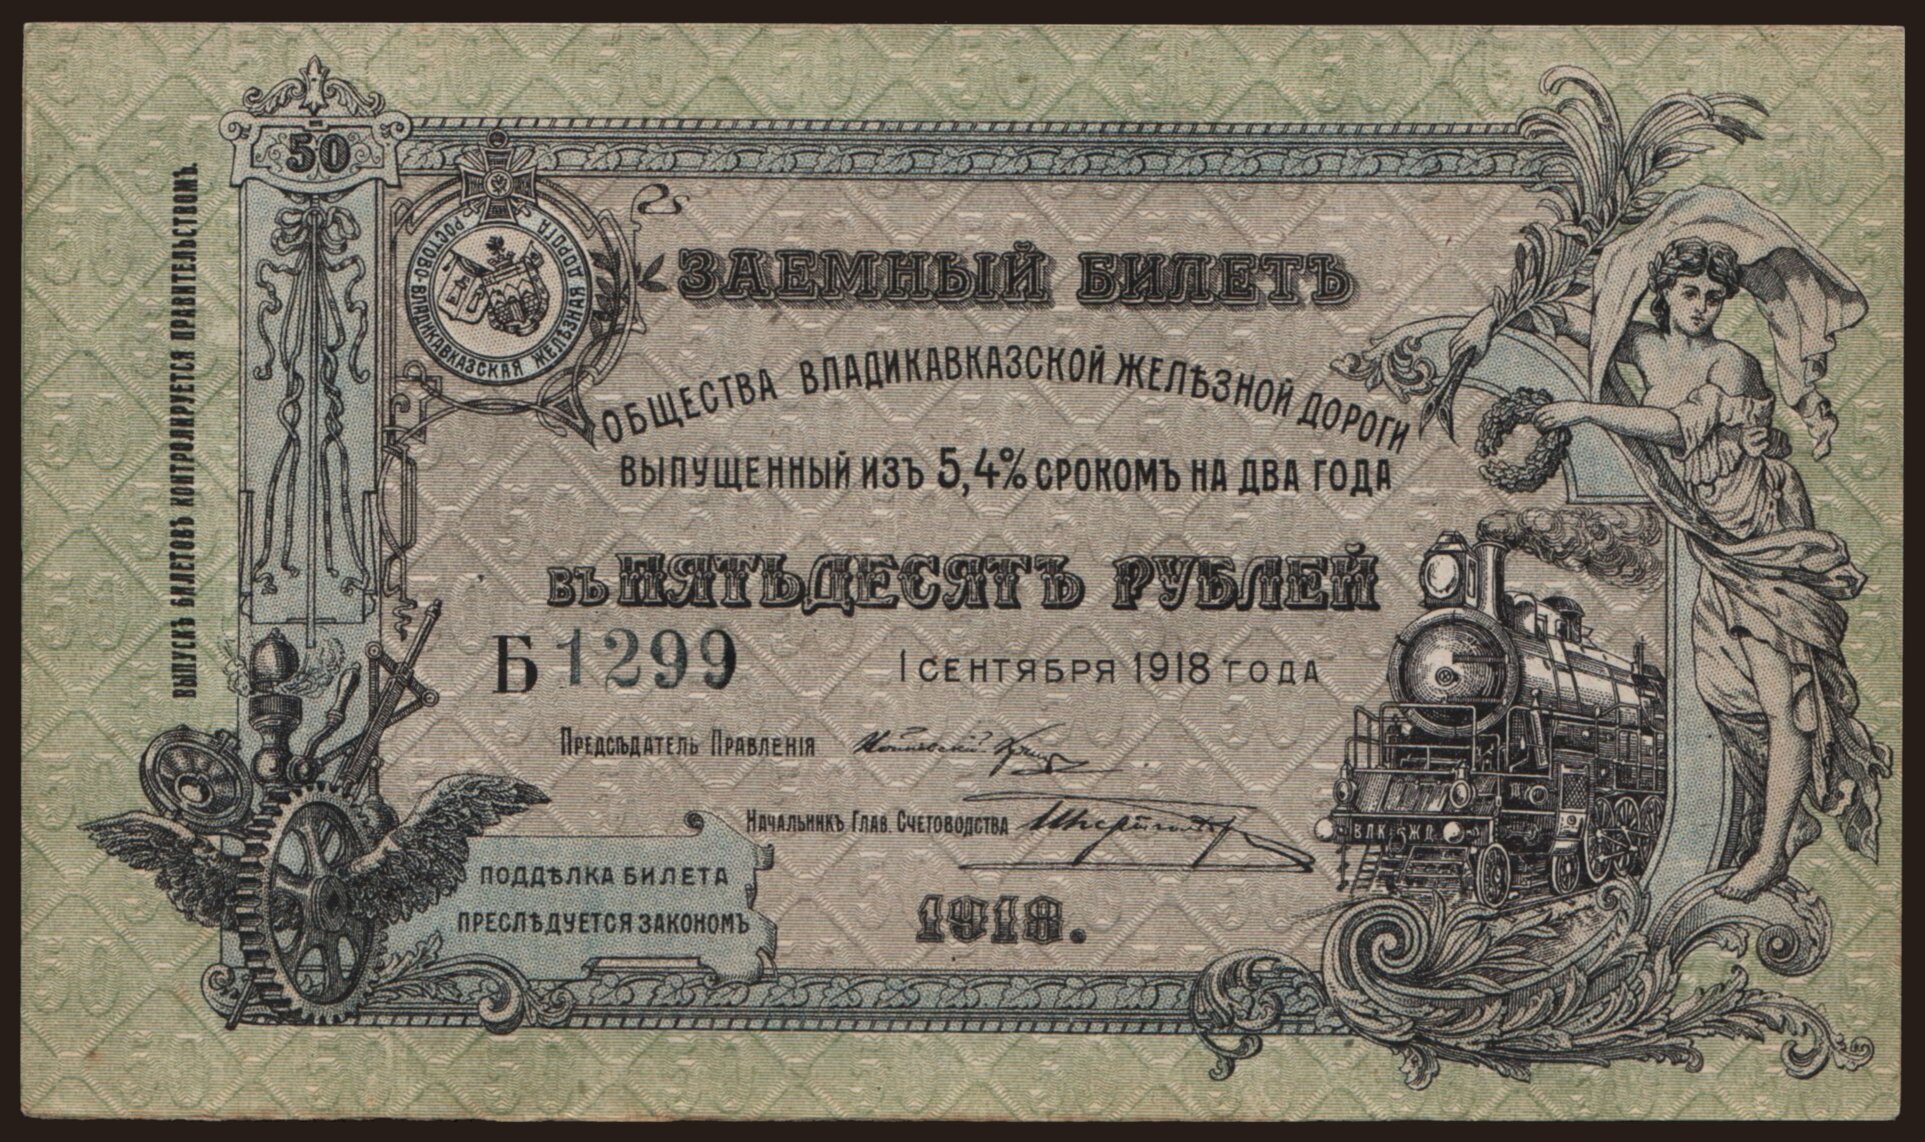 50
ВЫПУСКЪ БИЛЕТОВЪ КОНТРОЛИРУЕТСЯ ПРАВИТЕЛЬСТВОМЪ.
РОСТОВО-ВЛАДИКАВКАЗСКАЯ ЖЕЛѢЗНАЯ ДОРОГА
ЗАЕМНЫЙ БИЛЕТЪ
ОБЩЕСТВА ВЛАДИКАВКАЗСКОЙ ЖЕЛѢЗНОЙ ДОРОГИ
ВЫПУЩЕННЫЙ ИЗЪ 5,4% СРОКОМЪ НА ДВА ГОДА
ВЪ ПЯТЬДЕСЯТЪ РУБЛЕЙ
Б 1299
1 СЕНТЯБРЯ 1918 ГОДА
ПРЕДСѢДАТЕЛЬ ПРАВЛЕНІЯ
НАЧАЛЬНИКЪ ГЛАВ. СЧЕТОВОДСТВА
ВЛК ЖД
ПОДДѢЛКА БИЛЕТА
ПРЕСЛѢДУЕТСЯ ЗАКОНОМЪ
1918.